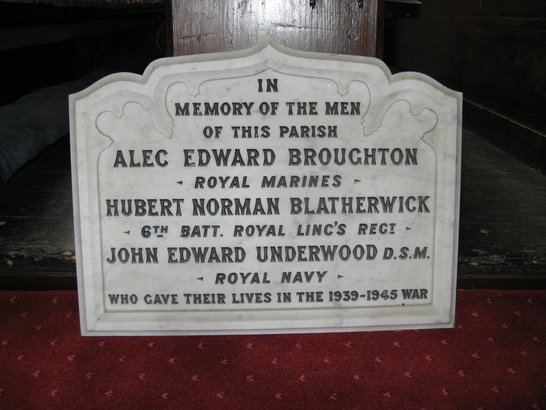 IN
MEMORY OF THE MEN
OF THIS PARISH
ALEC EDWARD BROUGHTON
- ROYAL MARINES -
HUBERT NORMAN BLATHERWICK
- 6TH BATT. ROYAL LINC'S REGT -
JOHN EDWARD UNDERWOOD D.S.M.
- ROYAL NAVY -
WHO GAVE THEIR LIVES IN THE 1939-1945 WAR